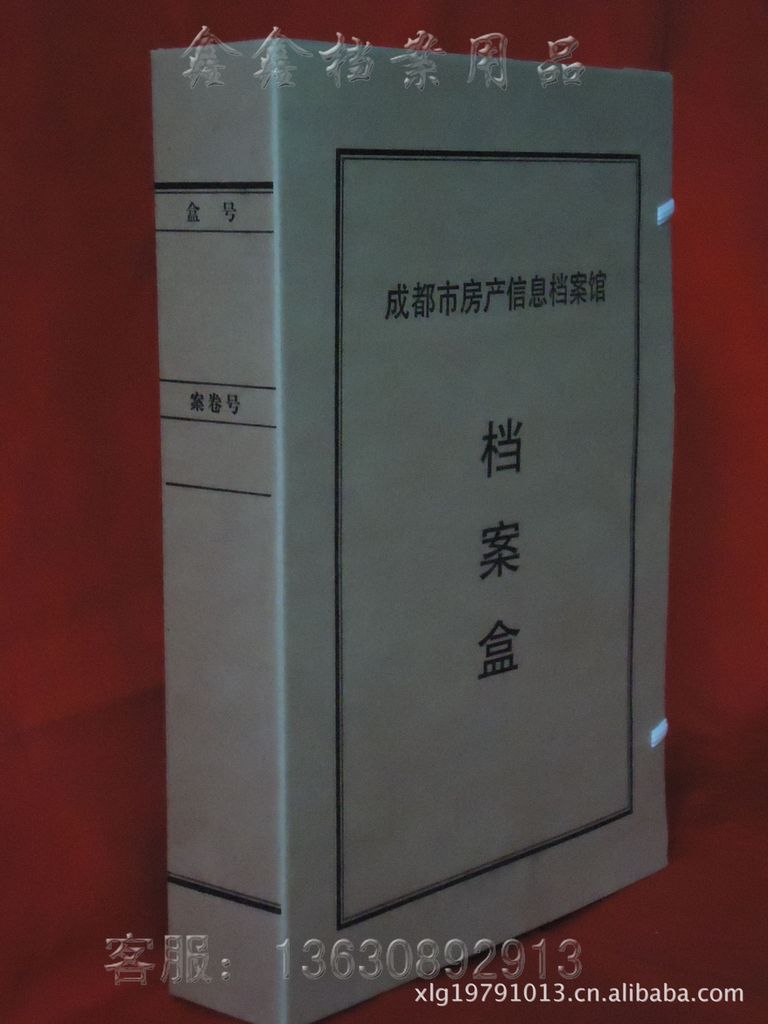 鑫鑫档案用品
盒 号
案卷号
成都市房产信息档案馆
档
案
盒
客服：13630892913
xlg19791013.cn.alibaba.com